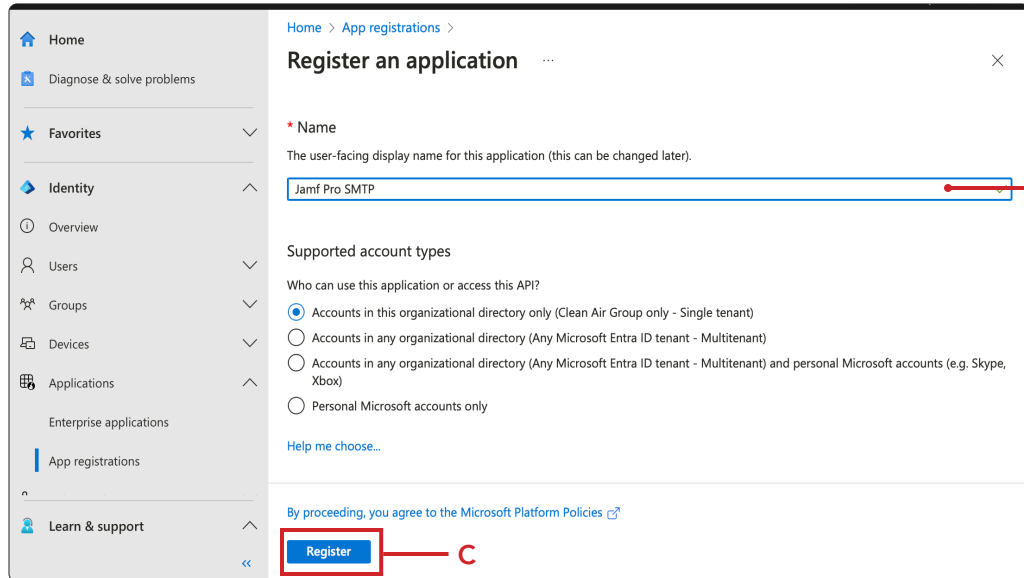 Home
Diagnose & solve problems
Favorites
Identity
Overview
Users
Groups
Devices
Applications
Enterprise applications
App registrations
Learn & support
«
Home > App registrations >
Register an application ...
* Name
The user-facing display name for this application (this can be changed later).
Jamf Pro SMTP
Supported account types
Who can use this application or access this API?
Accounts in this organizational directory only (Clean Air Group only - Single tenant)
Accounts in any organizational directory (Any Microsoft Entra ID tenant - Multitenant)
Accounts in any organizational directory (Any Microsoft Entra ID tenant - Multitenant) and personal Microsoft accounts (e.g. Skype,
Xbox)
Personal Microsoft accounts only
Help me choose...
By proceeding, you agree to the Microsoft Platform Policies
Register
C